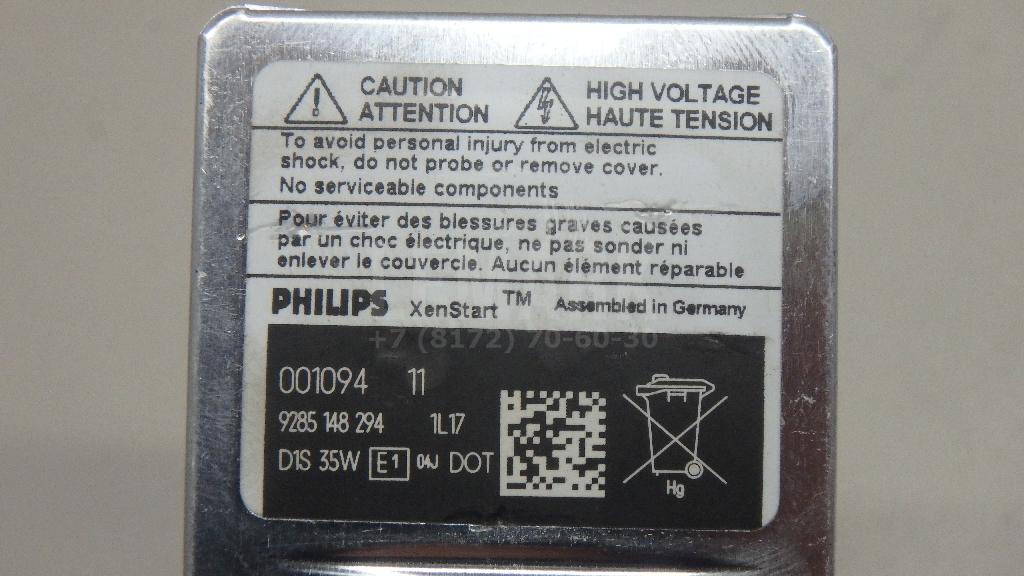 CAUTION
ATTENTION
HIGH VOLTAGE
HAUTE TENSION
To avoid personal injury from electric
shock, do not probe or remove cover.
No serviceable components
Pour éviter des blessures graves causées
par un choc électrique, ne pas sonder ni
enlever le couvercle. Aucun élément réparable
PHILIPS XenStart™ Assembled in Germany
+7 (8172) 70-60-30
001094 11
9285 148 294 1L17
D1S 35W E1 04J DOT
Hg